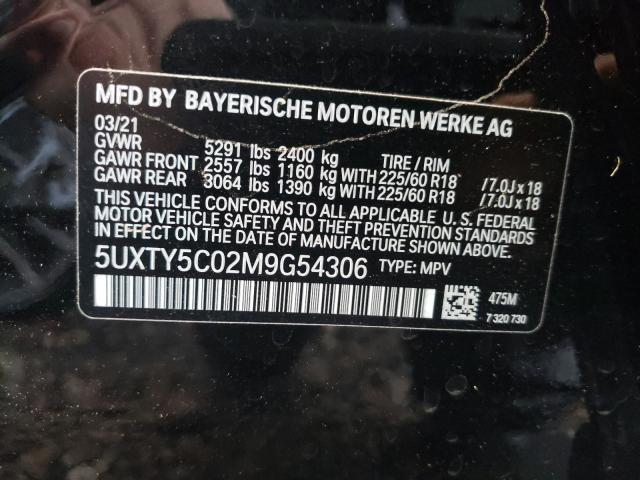 MFD BY BAYERISCHE MOTOREN WERKE AG
03/21
GVWR 5291 lbs 2400 kg TIRE / RIM
GAWR FRONT 2557 lbs 1160 kg WITH 225/60 R18 / 7.0J x 18
GAWR REAR 3064 lbs 1390 kg WITH 225/60 R18 / 7.0J x 18
THIS VEHICLE CONFORMS TO ALL APPLICABLE U. S. FEDERAL
MOTOR VEHICLE SAFETY AND THEFT PREVENTION STANDARDS
IN EFFECT ON THE DATE OF MANUFACTURE SHOWN ABOVE.
5UXTY5C02M9G54306 TYPE: MPV
475M
7 320 730